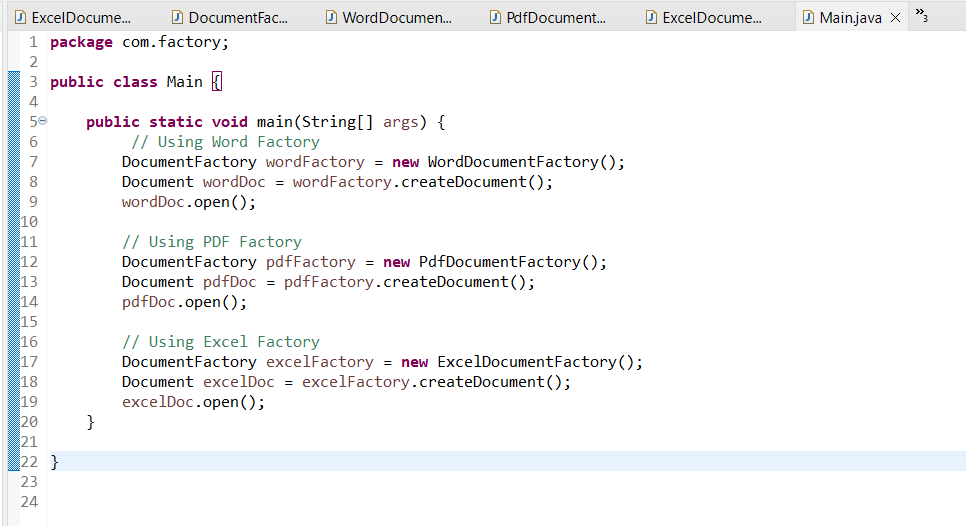 ExcelDocume... DocumentFac... WordDocumen... PdfDocument... ExcelDocume... Main.java »3
1 package com.factory;
2
3 public class Main {
4
5     public static void main(String[] args) {
6          // Using Word Factory
7         DocumentFactory wordFactory = new WordDocumentFactory();
8         Document wordDoc = wordFactory.createDocument();
9         wordDoc.open();
10
11         // Using PDF Factory
12         DocumentFactory pdfFactory = new PdfDocumentFactory();
13         Document pdfDoc = pdfFactory.createDocument();
14         pdfDoc.open();
15
16         // Using Excel Factory
17         DocumentFactory excelFactory = new ExcelDocumentFactory();
18         Document excelDoc = excelFactory.createDocument();
19         excelDoc.open();
20     }
21
22 }
23
24